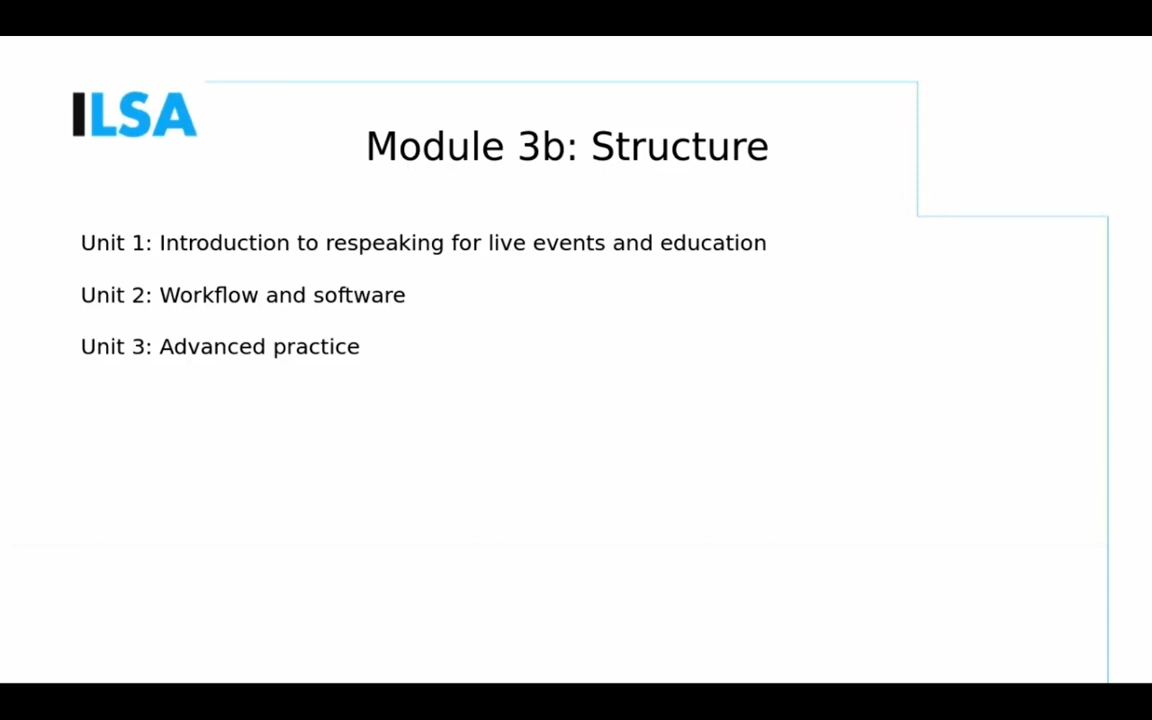 ILSA
Module 3b: Structure
Unit 1: Introduction to respeaking for live events and education
Unit 2: Workflow and software
Unit 3: Advanced practice